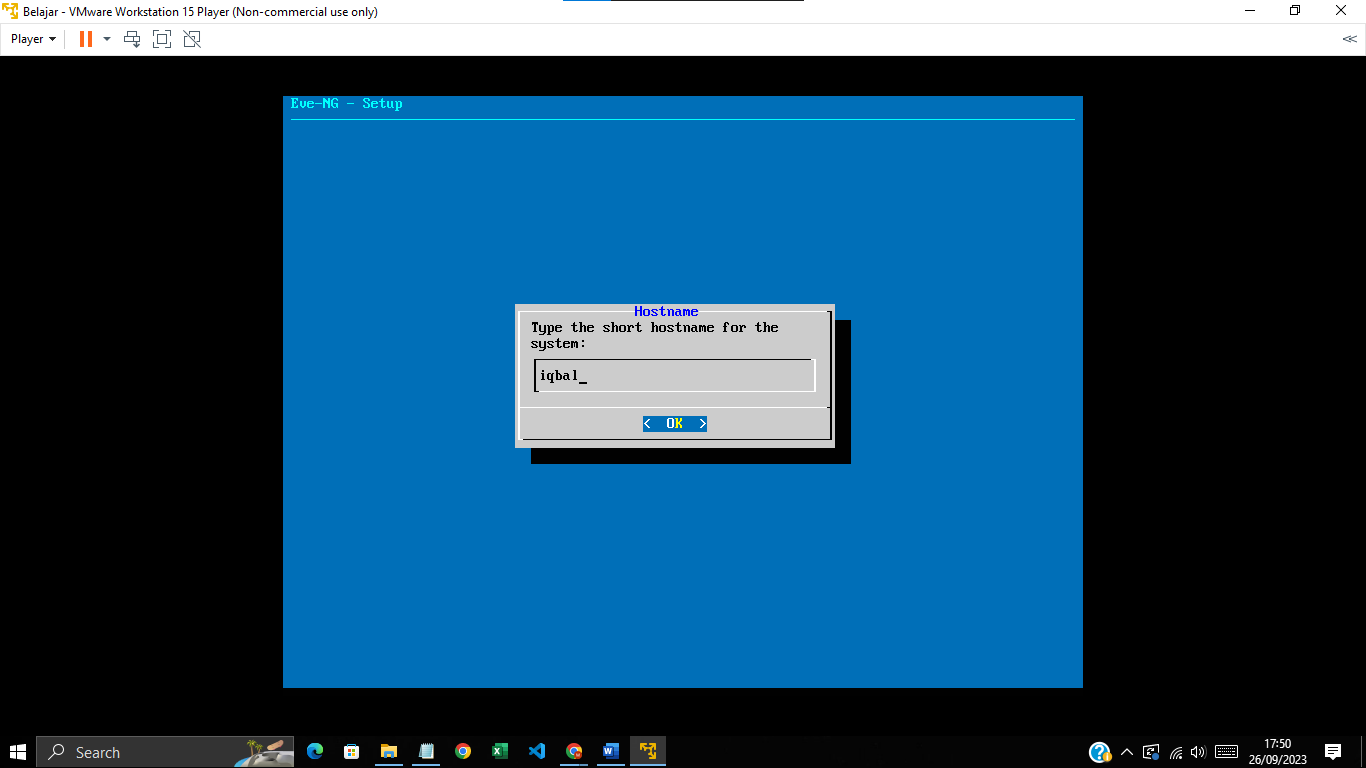 Belajar - VMware Workstation 15 Player (Non-commercial use only)
Player
Eve-NG - Setup
Hostname
Type the short hostname for the
system:
iqbal_
< OK >
Search
17:50
26/09/2023